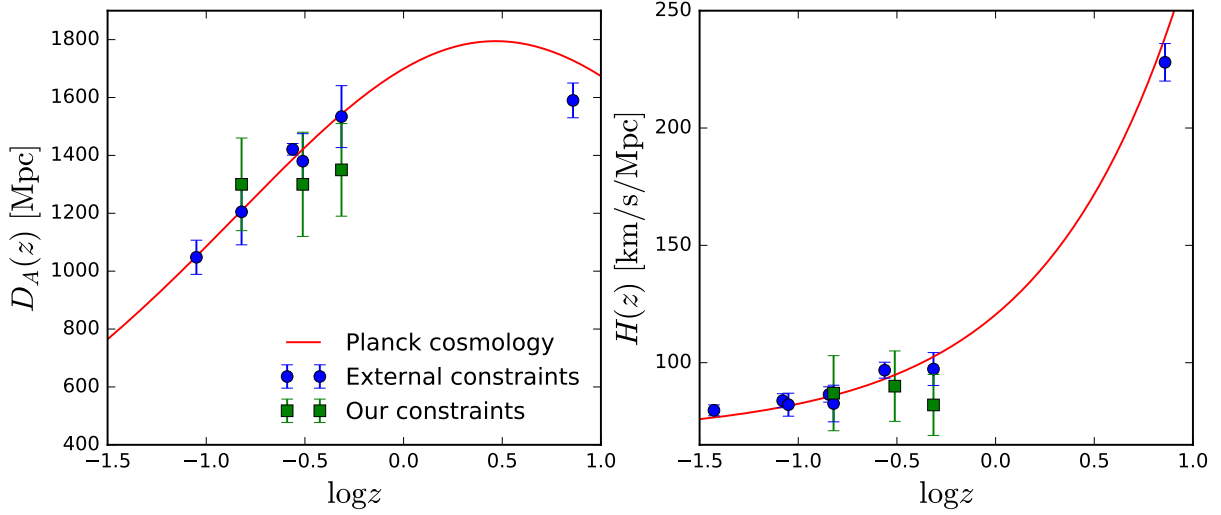 1800
1600
1400
1200
1000
800
600
400
D_A(z) [Mpc]
−1.5 −1.0 −0.5 0.0 0.5 1.0
logz
Planck cosmology
External constraints
Our constraints
250
200
150
100
H(z) [km/s/Mpc]
−1.5 −1.0 −0.5 0.0 0.5 1.0
logz